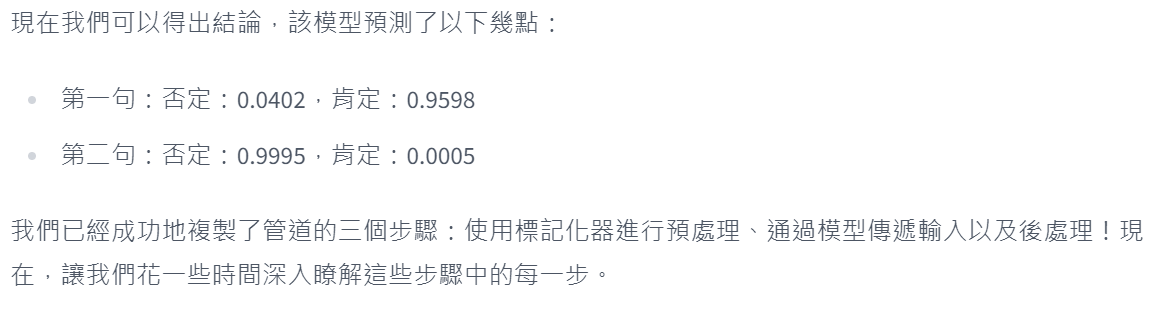 現在我們可以得出結論，該模型預測了以下幾點：
第一句：否定：0.0402，肯定：0.9598
第二句：否定：0.9995，肯定：0.0005
我們已經成功地複製了管道的三個步驟：使用標記化器進行預處理、通過模型傳遞輸入以及後處理！現
在，讓我們花一些時間深入瞭解這些步驟中的每一步。